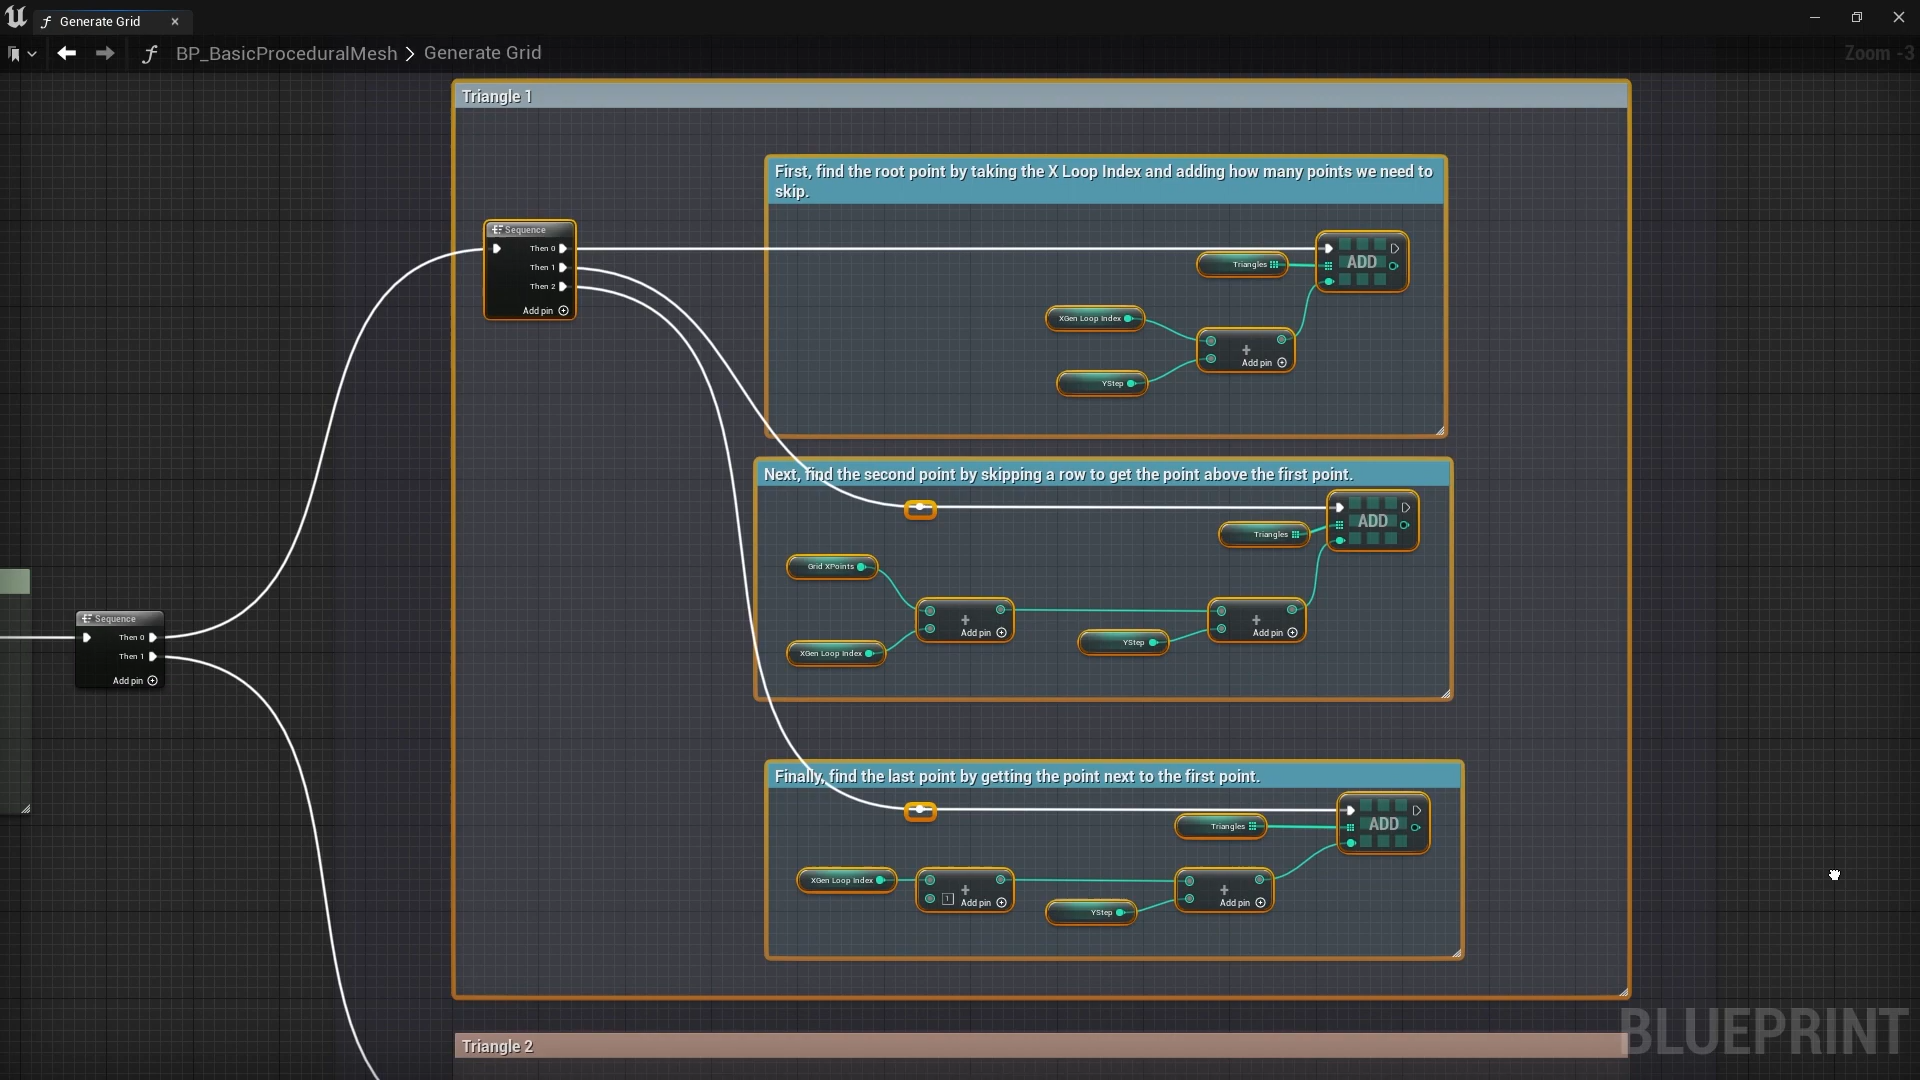 Generate Grid
BP_BasicProceduralMesh > Generate Grid
Zoom -3
Triangle 1
First, find the root point by taking the X Loop Index and adding how many points we need to
skip.
Sequence
Then 0
Then 1
Then 2
Add pin
Triangles
ADD
XGen Loop Index
+
Add pin
YStep
Next, find the second point by skipping a row to get the point above the first point.
Triangles
ADD
Grid XPoints
+
Add pin
XGen Loop Index
YStep
+
Add pin
Sequence
Then 0
Then 1
Add pin
Finally, find the last point by getting the point next to the first point.
Triangles
ADD
XGen Loop Index
+
1
Add pin
YStep
+
Add pin
Triangle 2
BLUEPRINT